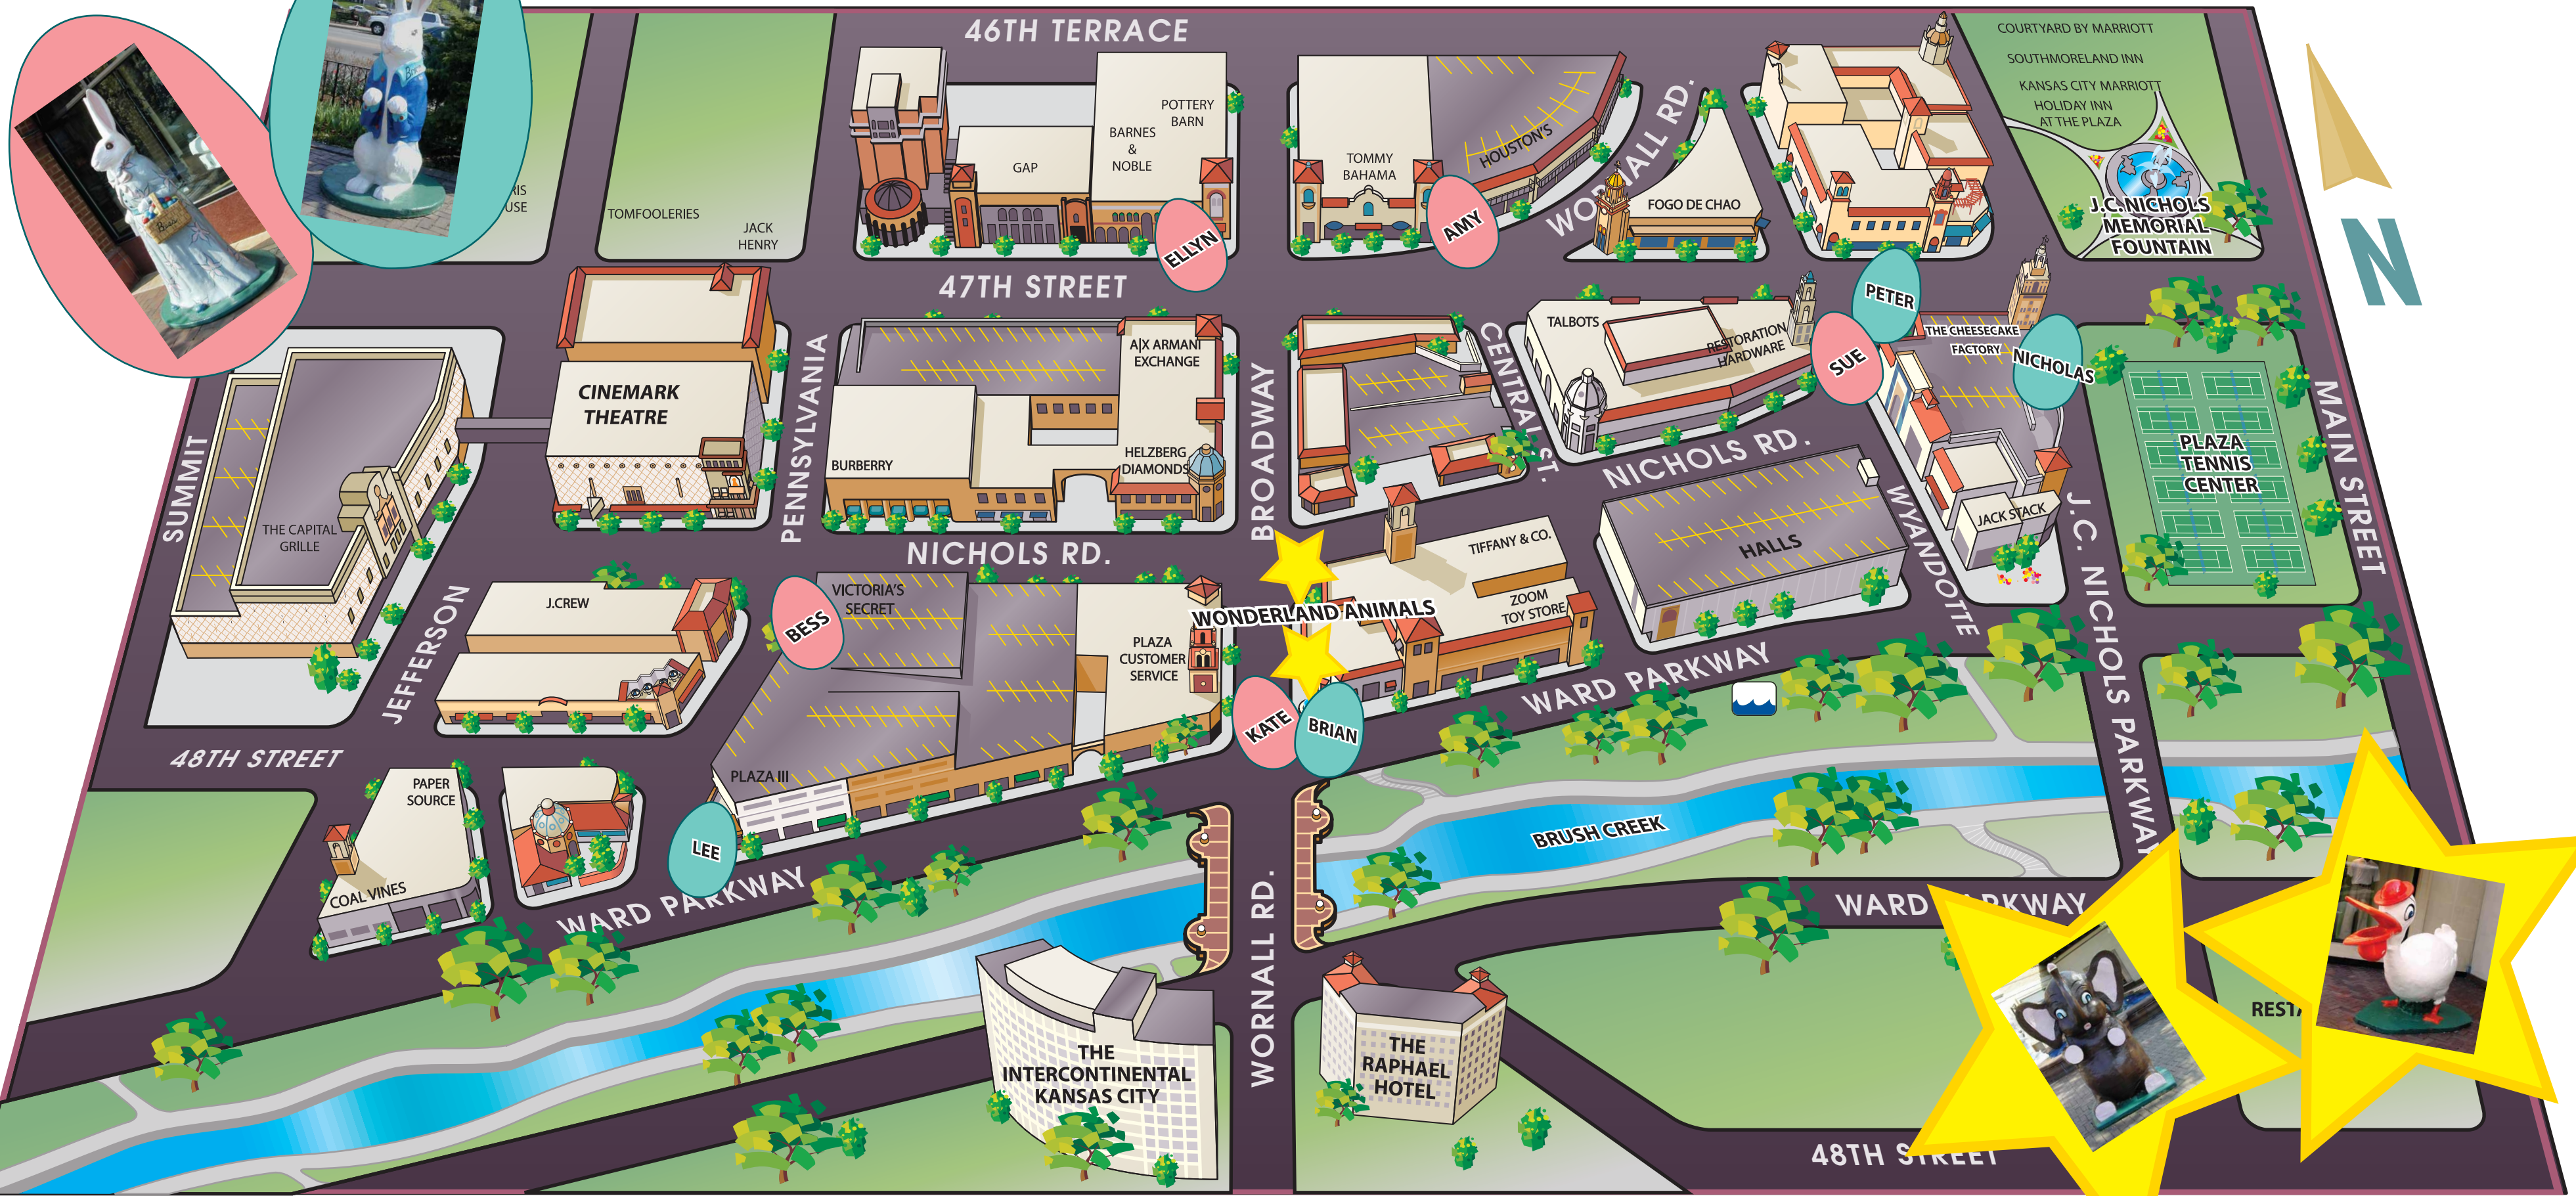 46TH TERRACE
COURTYARD BY MARRIOTT
SOUTHMORELAND INN
KANSAS CITY MARRIOTT
HOLIDAY INN
AT THE PLAZA
J.C. NICHOLS
MEMORIAL
FOUNTAIN
TOMFOOLERIES
JACK
HENRY
GAP
BARNES
&
NOBLE
POTTERY
BARN
ELLYN
TOMMY
BAHAMA
HOUSTON'S
AMY
WORNALL RD.
FOGO DE CHAO
N
47TH STREET
PETER
SUE
THE CHEESECAKE
FACTORY
NICHOLAS
TALBOTS
RESTORATION
HARDWARE
CENTRAL ST.
A|X ARMANI
EXCHANGE
BURBERRY
HELZBERG
DIAMONDS
CINEMARK
THEATRE
PENNSYLVANIA
BROADWAY
SUMMIT
THE CAPITAL
GRILLE
PLAZA
TENNIS
CENTER
MAIN STREET
NICHOLS RD.
NICHOLS RD.
HALLS
WYANDOTTE
JACK STACK
J.C. NICHOLS PARKWAY
TIFFANY & CO.
ZOOM
TOY STORE
WONDERLAND ANIMALS
VICTORIA'S
SECRET
BESS
J.CREW
JEFFERSON
PLAZA
CUSTOMER
SERVICE
KATE
BRIAN
WARD PARKWAY
48TH STREET
PAPER
SOURCE
COAL VINES
PLAZA III
LEE
WARD PARKWAY
BRUSH CREEK
WARD PARKWAY
WORNALL RD.
THE
INTERCONTINENTAL
KANSAS CITY
THE
RAPHAEL
HOTEL
48TH STREET